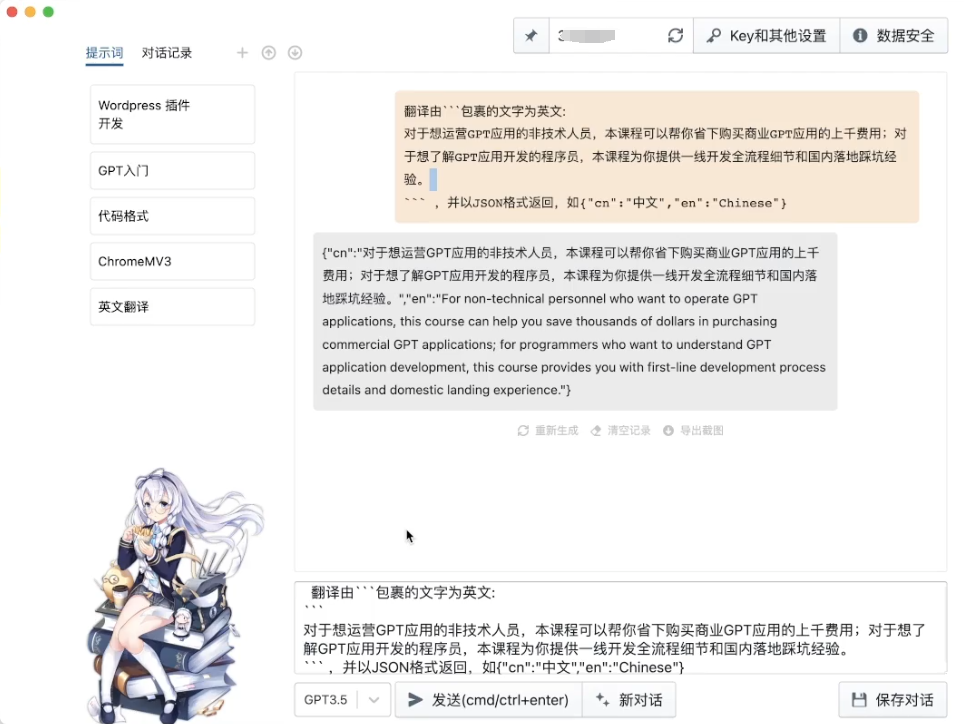 提示词 对话记录
Key和其他设置 数据安全
Wordpress 插件
开发
GPT入门
代码格式
ChromeMV3
英文翻译
翻译由```包裹的文字为英文:
对于想运营GPT应用的非技术人员，本课程可以帮你省下购买商业GPT应用的上千费用；对
于想了解GPT应用开发的程序员，本课程为你提供一线开发全流程细节和国内落地踩坑经
验。
``` ，并以JSON格式返回，如{"cn":"中文","en":"Chinese"}
{"cn":"对于想运营GPT应用的非技术人员，本课程可以帮你省下购买商业GPT应用的上千
费用；对于想了解GPT应用开发的程序员，本课程为你提供一线开发全流程细节和国内落
地踩坑经验。","en":"For non-technical personnel who want to operate GPT
applications, this course can help you save thousands of dollars in purchasing
commercial GPT applications; for programmers who want to understand GPT
application development, this course provides you with first-line development process
details and domestic landing experience."}
重新生成 清空记录 导出截图
翻译由```包裹的文字为英文:
```
对于想运营GPT应用的非技术人员，本课程可以帮你省下购买商业GPT应用的上千费用；对于想了
解GPT应用开发的程序员，本课程为你提供一线开发全流程细节和国内落地踩坑经验。
``` ，并以JSON格式返回，如{"cn":"中文","en":"Chinese"}
GPT3.5 发送(cmd/ctrl+enter) 新对话 保存对话